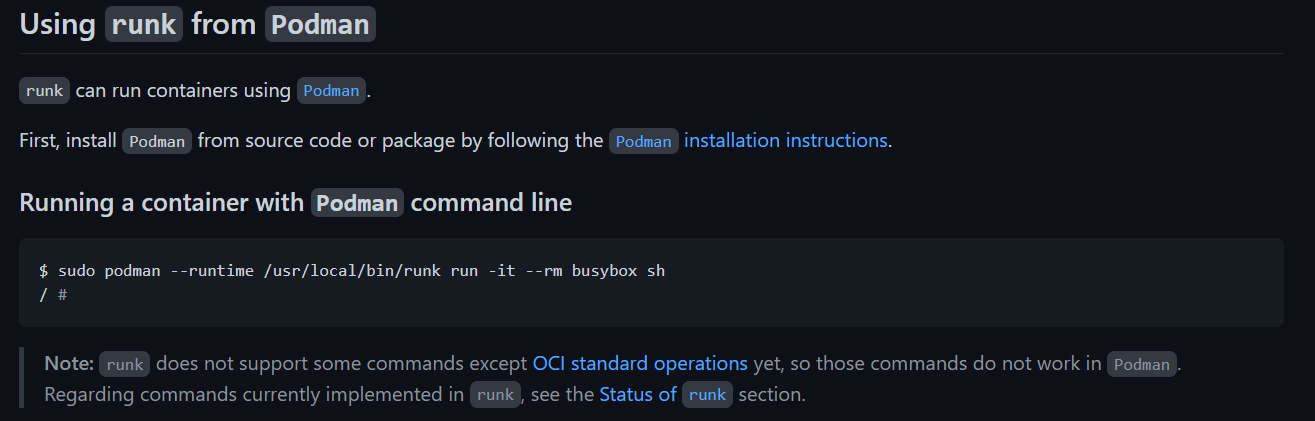 Using runk from Podman
runk can run containers using Podman.
First, install Podman from source code or package by following the Podman installation instructions.
Running a container with Podman command line
$ sudo podman --runtime /usr/local/bin/runk run -it --rm busybox sh
/ #
Note: runk does not support some commands except OCI standard operations yet, so those commands do not work in Podman.
Regarding commands currently implemented in runk, see the Status of runk section.